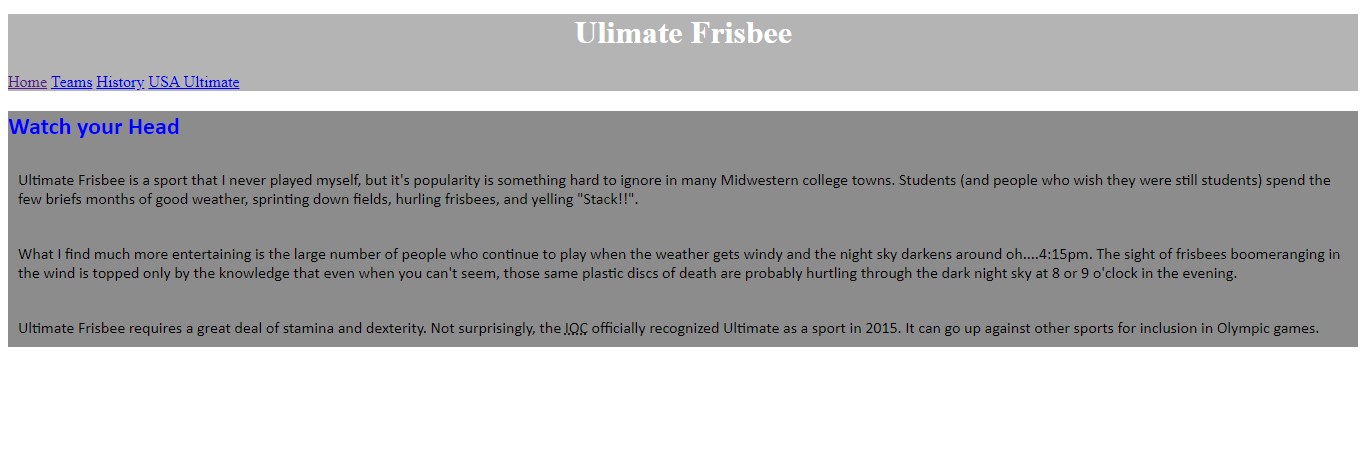 Ulimate Frisbee
Home Teams History USA Ultimate
Watch your Head
Ultimate Frisbee is a sport that I never played myself, but it's popularity is something hard to ignore in many Midwestern college towns. Students (and people who wish they were still students) spend the
few briefs months of good weather, sprinting down fields, hurling frisbees, and yelling "Stack!!".
What I find much more entertaining is the large number of people who continue to play when the weather gets windy and the night sky darkens around oh....4:15pm. The sight of frisbees boomeranging in
the wind is topped only by the knowledge that even when you can't seem, those same plastic discs of death are probably hurtling through the dark night sky at 8 or 9 o'clock in the evening.
Ultimate Frisbee requires a great deal of stamina and dexterity. Not surprisingly, the IOC officially recognized Ultimate as a sport in 2015. It can go up against other sports for inclusion in Olympic games.